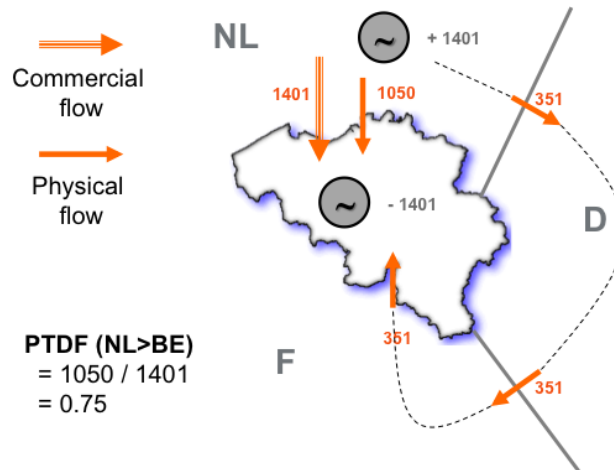 Commercial
flow
Physical
flow
NL
~
+ 1401
1401
1050
351
~
- 1401
D
351
F
351
PTDF (NL>BE)
= 1050 / 1401
= 0.75